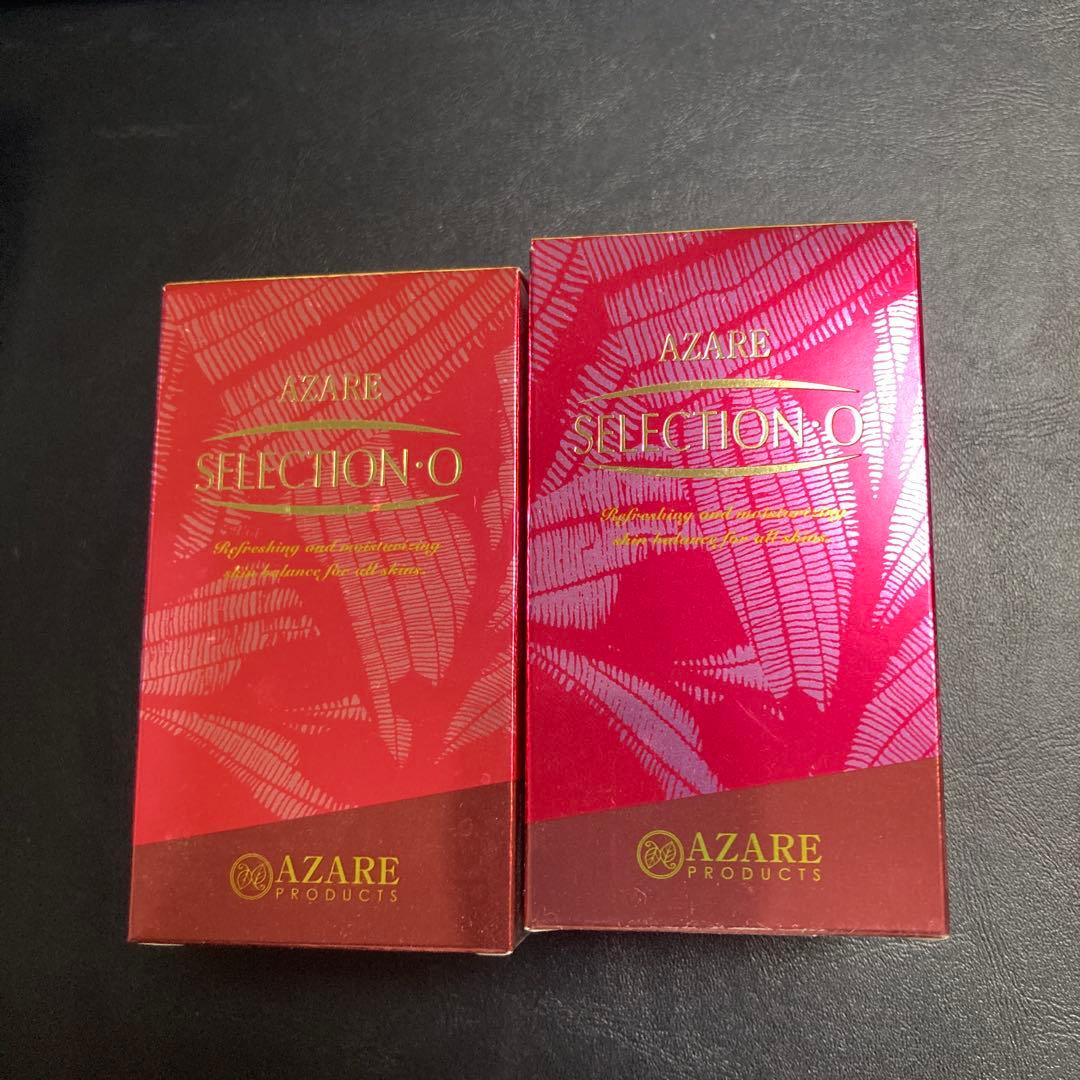 AZARE
SELECTION·O
Refreshing and moisturizing
skin balance for all skins.
AZARE
PRODUCTS
AZARE
SELECTION·O
Refreshing and moisturizing
skin balance for all skins.
AZARE
PRODUCTS